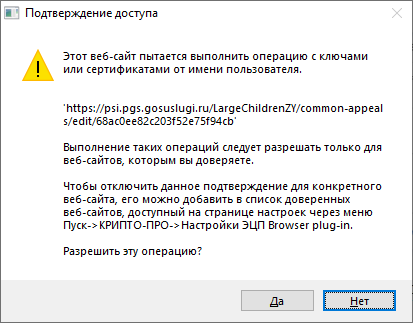 Подтверждение доступа
Этот веб-сайт пытается выполнить операцию с ключами
или сертификатами от имени пользователя.
'https://psi.pgs.gosuslugi.ru/LargeChildrenZY/common-appeal
s/edit/68ac0ee82c203f52e75f94cb'
Выполнение таких операций следует разрешать только для
веб-сайтов, которым вы доверяете.
Чтобы отключить данное подтверждение для конкретного
веб-сайта, его можно добавить в список доверенных
веб-сайтов, доступный на странице настроек через меню
Пуск->КРИПТО-ПРО->Настройки ЭЦП Browser plug-in.
Разрешить эту операцию?
Да
Нет